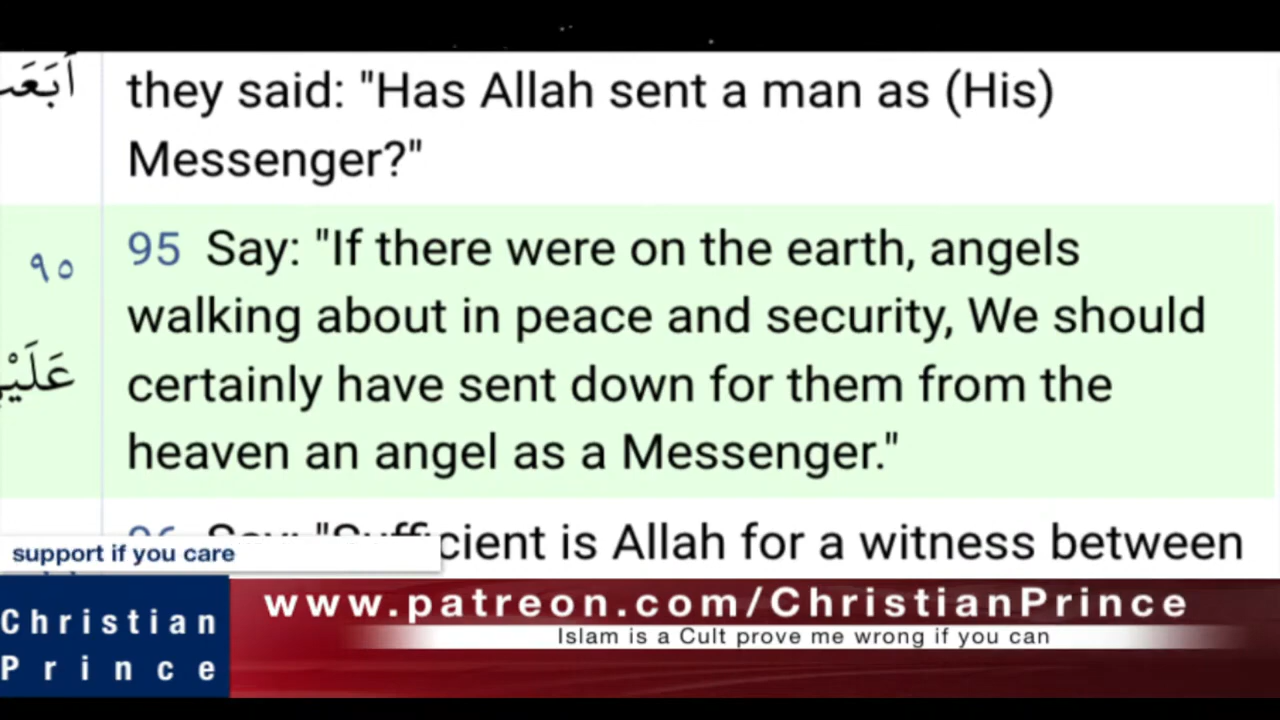 they said: "Has Allah sent a man as (His)
Messenger?"
٩٥
95 Say: "If there were on the earth, angels
walking about in peace and security, We should
certainly have sent down for them from the
heaven an angel as a Messenger."
Say: "Sufficient is Allah for a witness between
support if you care
Christian
Prince
www.patreon.com/ChristianPrince
Islam is a Cult prove me wrong if you can